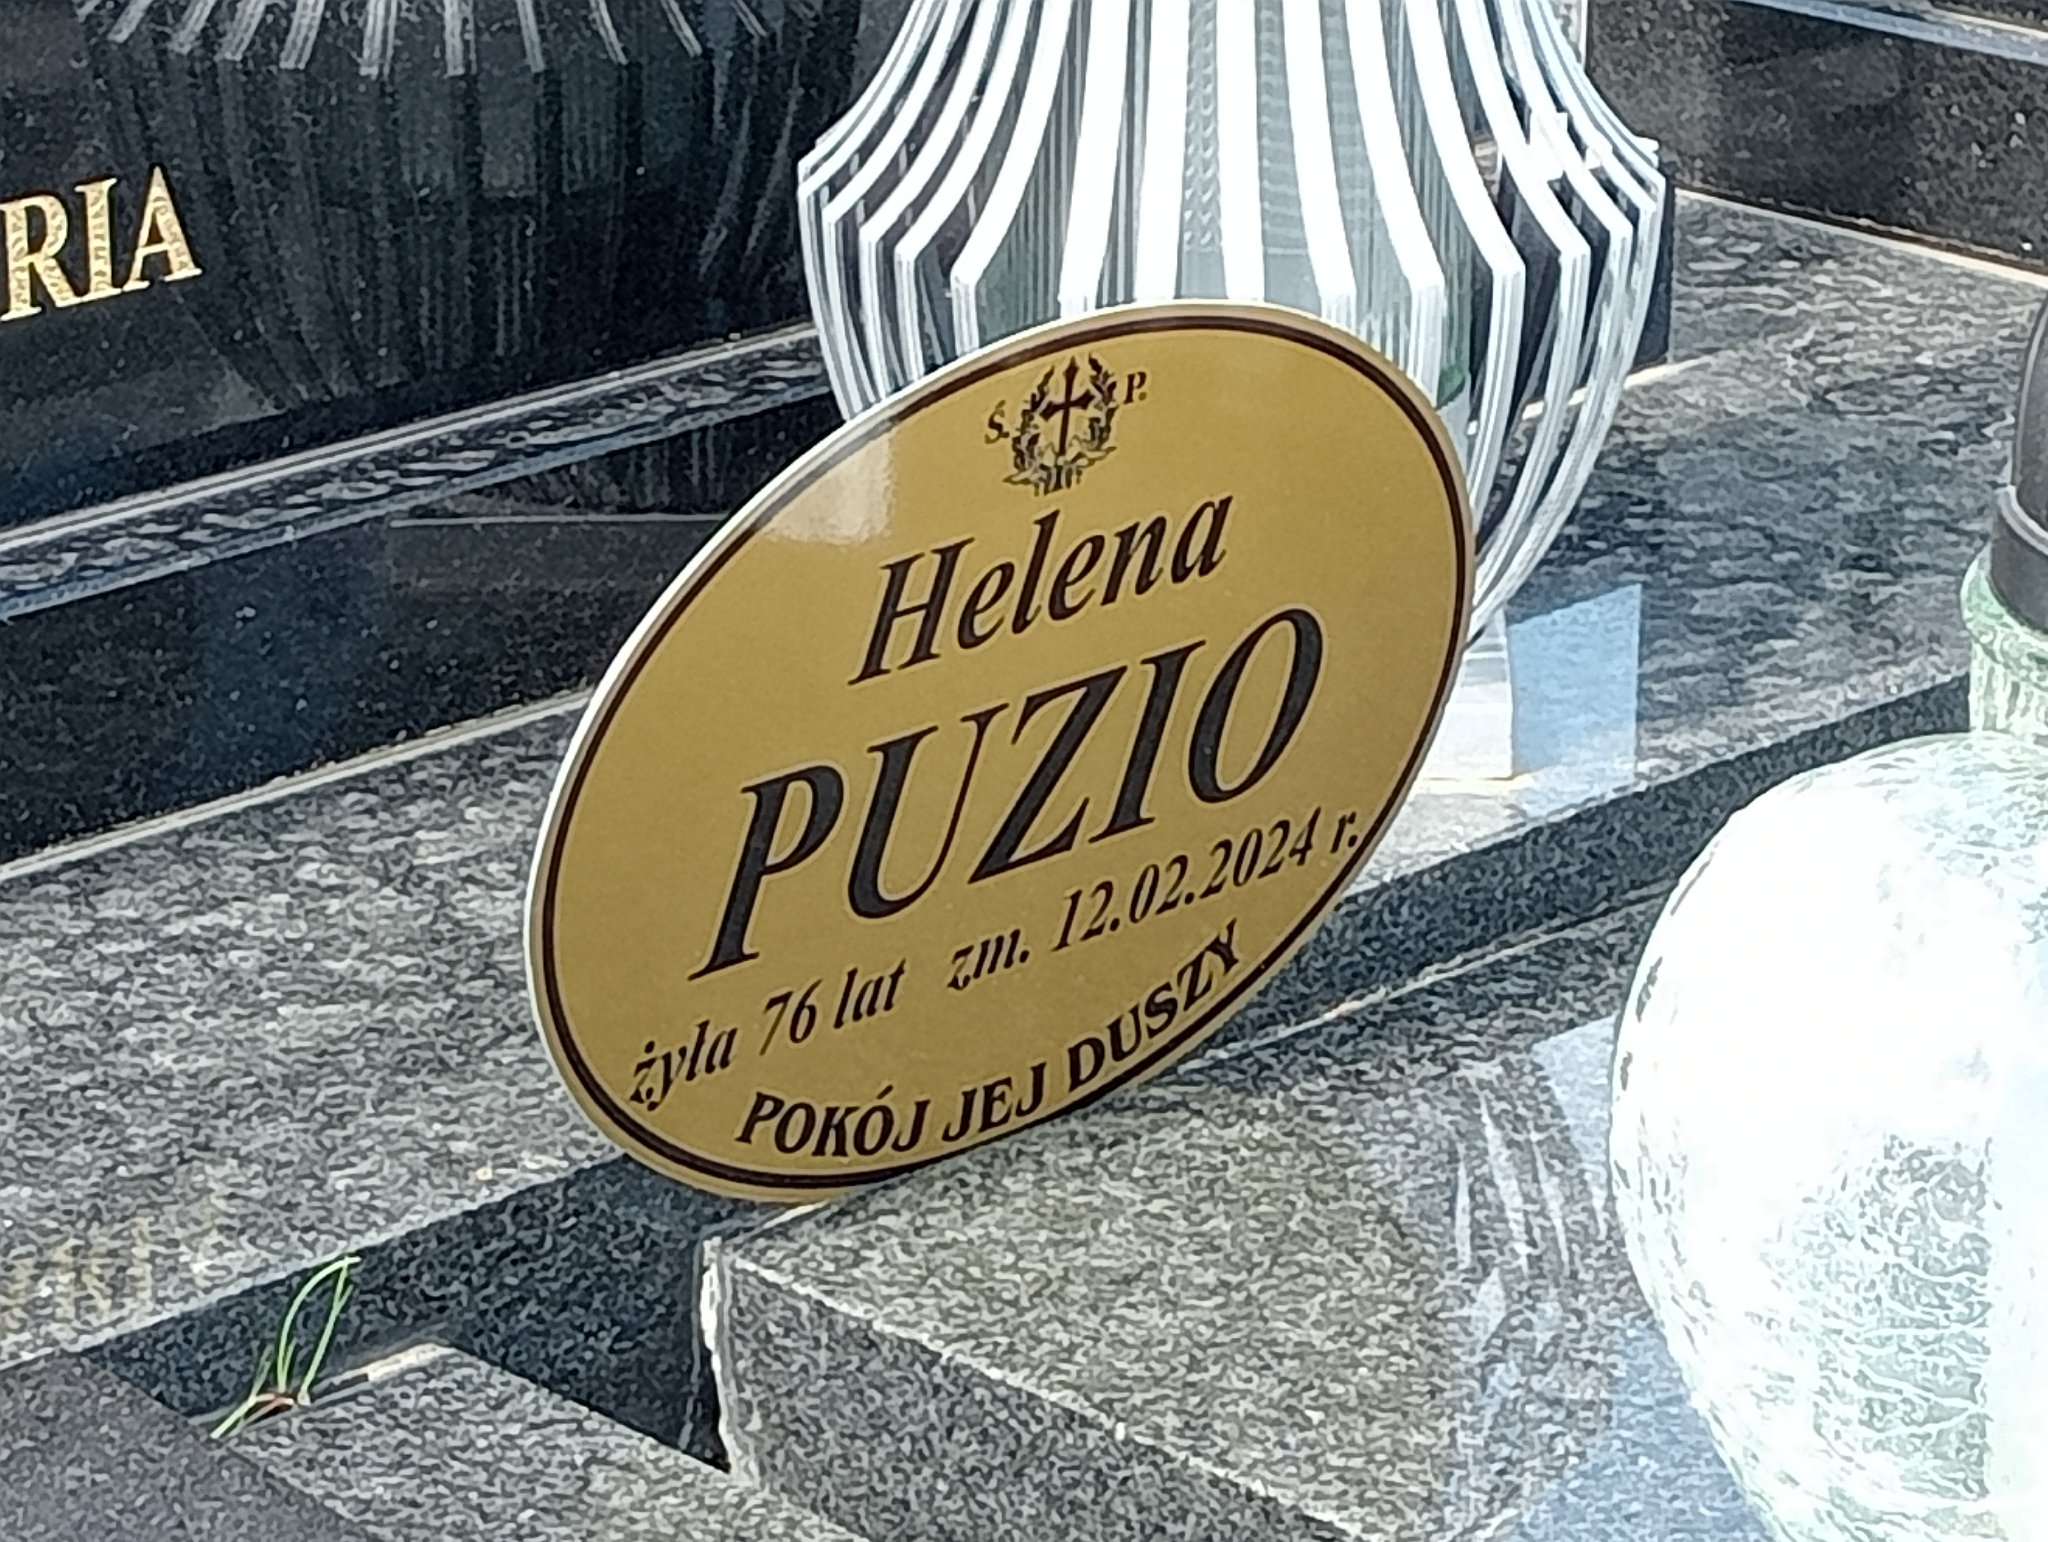 RIA
Ś. P.
Helena
PUZIO
żyła 76 lat zm. 12.02.2024 r.
POKÓJ JEJ DUSZY